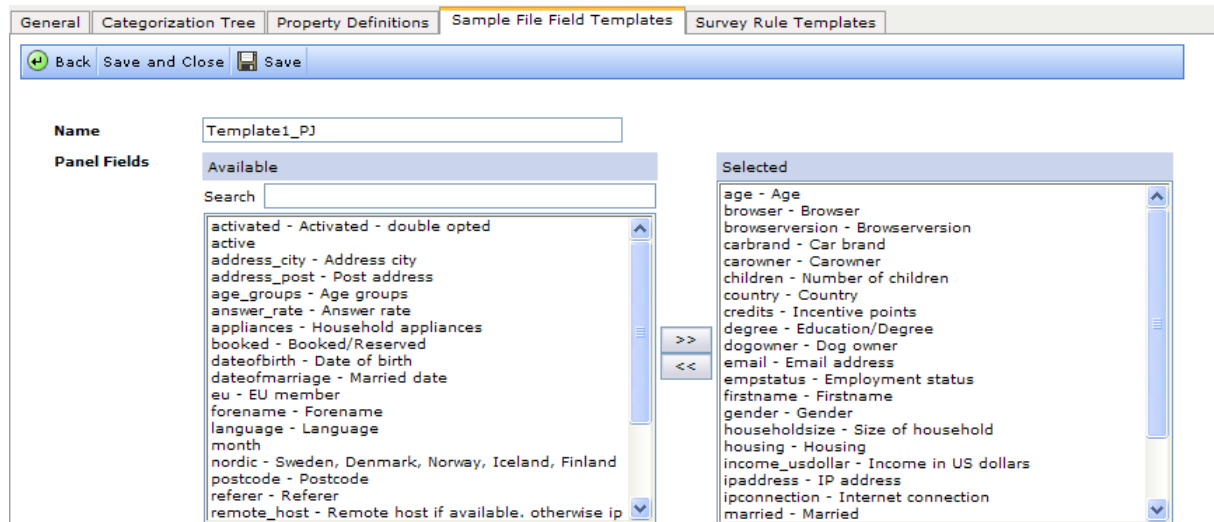 General Categorization Tree Property Definitions Sample File Field Templates Survey Rule Templates
Back Save and Close Save
Name Template1_PJ
Panel Fields
Available
Search
activated - Activated - double opted
active
address_city - Address city
address_post - Post address
age_groups - Age groups
answer_rate - Answer rate
appliances - Household appliances
booked - Booked/Reserved
dateofbirth - Date of birth
dateofmarriage - Married date
eu - EU member
forename - Forename
language - Language
month
nordic - Sweden, Denmark, Norway, Iceland, Finland
postcode - Postcode
referer - Referer
remote_host - Remote host if available. otherwise ip
>>
<<
Selected
age - Age
browser - Browser
browserversion - Browserversion
carbrand - Car brand
carowner - Carowner
children - Number of children
country - Country
credits - Incentive points
degree - Education/Degree
dogowner - Dog owner
email - Email address
empstatus - Employment status
firstname - Firstname
gender - Gender
householdsize - Size of household
housing - Housing
income_usdollar - Income in US dollars
ipaddress - IP address
ipconnection - Internet connection
married - Married